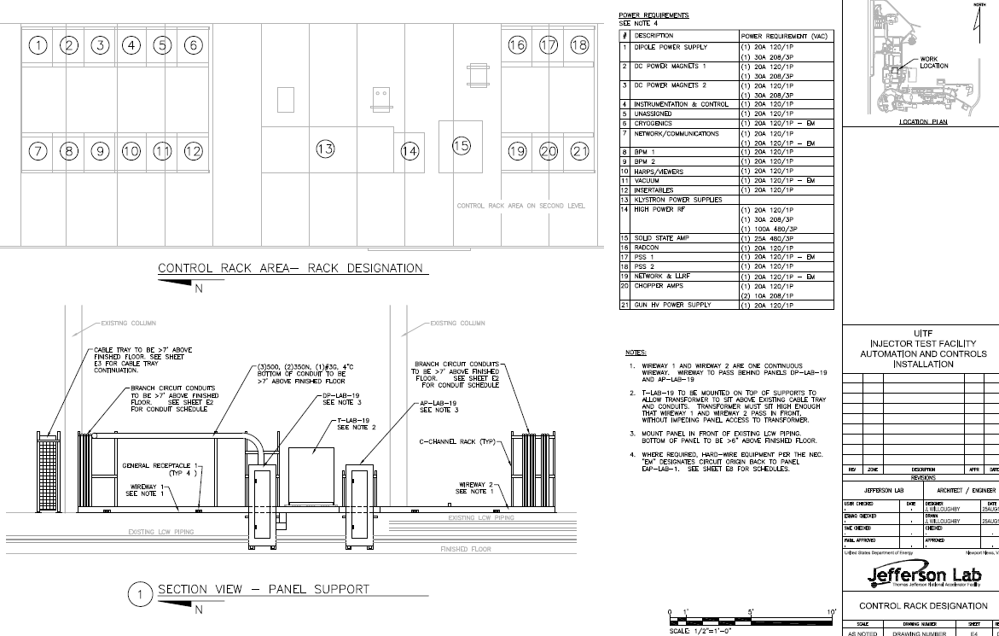 1 2 3 4 5 6
16 17 18
7 8 9 10 11 12
13 14 15
19 20 21
CONTROL RACK AREA ON SECOND LEVEL
CONTROL RACK AREA— RACK DESIGNATION
N
EXISTING COLUMN
EXISTING COLUMN
CABLE TRAY TO BE >7' ABOVE
FINISHED FLOOR. SEE SHEET
E3 FOR CABLE TRAY
CONTINUATION.
BRANCH CIRCUIT CONDUITS
TO BE >7' ABOVE FINISHED
FLOOR. SEE SHEET E2
FOR CONDUIT SCHEDULE
(3)500, (2)350N, (1)#3G, 4"C
BOTTOM OF CONDUIT TO BE
>7' ABOVE FINISHED FLOOR
DP-LAB-19
SEE NOTE 3
T-LAB-19
SEE NOTE 2
BRANCH CIRCUIT CONDUITS
TO BE >7' ABOVE FINISHED
FLOOR. SEE SHEET E2
FOR CONDUIT SCHEDULE
AP-LAB-19
SEE NOTE 3
C-CHANNEL RACK (TYP)
GENERAL RECEPTACLE 1
(TYP 4 )
WIREWAY 1
SEE NOTE 1
WIREWAY 2
SEE NOTE 1
EXISTING LCW PIPING
EXISTING LCW PIPING
FINISHED FLOOR
1 SECTION VIEW — PANEL SUPPORT
N
POWER REQUIREMENTS
SEE NOTE 4
# DESCRIPTION POWER REQUIREMENT (VAC)
1 DIPOLE POWER SUPPLY (1) 20A 120/1P
(1) 30A 208/3P
2 DC POWER MAGNETS 1 (1) 20A 120/1P
(1) 30A 208/3P
3 DC POWER MAGNETS 2 (1) 20A 120/1P
(1) 30A 208/3P
4 INSTRUMENTATION & CONTROL (1) 20A 120/1P
5 UNASSIGNED (1) 20A 120/1P
6 CRYOGENICS (1) 20A 120/1P — EM
7 NETWORK/COMMUNICATIONS (1) 20A 120/1P
(1) 20A 120/1P — EM
8 BPM 1 (1) 20A 120/1P
9 BPM 2 (1) 20A 120/1P
10 HARPS/VIEWERS (1) 20A 120/1P
11 VACUUM (1) 20A 120/1P — EM
12 INSERTABLES (1) 20A 120/1P
13 KLYSTRON POWER SUPPLIES
14 HIGH POWER RF (1) 20A 120/1P
(1) 30A 208/3P
(1) 100A 480/3P
15 SOLID STATE AMP (1) 25A 480/3P
16 RADCON (1) 20A 120/1P
17 PSS 1 (1) 20A 120/1P — EM
18 PSS 2 (1) 20A 120/1P
19 NETWORK & LLRF (1) 20A 120/1P — EM
20 CHOPPER AMPS (1) 20A 120/1P
(2) 10A 208/1P
21 GUN HV POWER SUPPLY (1) 20A 120/1P
NOTES:
1. WIREWAY 1 AND WIREWAY 2 ARE ONE CONTINUOUS
WIREWAY. WIREWAY TO PASS BEHIND PANELS DP-LAB-19
AND AP-LAB-19
2. T-LAB-19 TO BE MOUNTED ON TOP OF SUPPORTS TO
ALLOW TRANSFORMER TO SIT ABOVE EXISTING CABLE TRAY
AND CONDUITS. TRANSFORMER MUST SIT HIGH ENOUGH
THAT WIREWAY 1 AND WIREWAY 2 PASS IN FRONT,
WITHOUT IMPEDING PANEL ACCESS TO TRANSFORMER.
3. MOUNT PANEL IN FRONT OF EXISTING LCW PIPING.
BOTTOM OF PANEL TO BE >6" ABOVE FINISHED FLOOR.
4. WHERE REQUIRED, HARD-WIRE EQUIPMENT PER THE NEC.
"EM" DESIGNATES CIRCUIT ORIGIN BACK TO PANEL
EAP-LAB-1. SEE SHEET E8 FOR SCHEDULES.
0 1' 5' 10'
SCALE: 1/2"=1'-0"
NORTH
WORK
LOCATION
LOCATION PLAN
UITF
INJECTOR TEST FACILITY
AUTOMATION AND CONTROLS
INSTALLATION
REV ZONE DESCRIPTION APPR DATE
REVISIONS
JEFFERSON LAB ARCHITECT / ENGINEER
USER CHECKED DATE DESIGNER DATE
J. WILLOUGHBY 25AUG
EH&Q CHECKED DRAWN
J. WILLOUGHBY 25AUG
SME CHECKED CHECKED
APPROVED APPROVED
United States Department of Energy Newport News, V
Jefferson Lab
Thomas Jefferson National Accelerator Facility
CONTROL RACK DESIGNATION
SCALE DRAWING NUMBER SHEET
AS NOTED DRAWING NUMBER E4